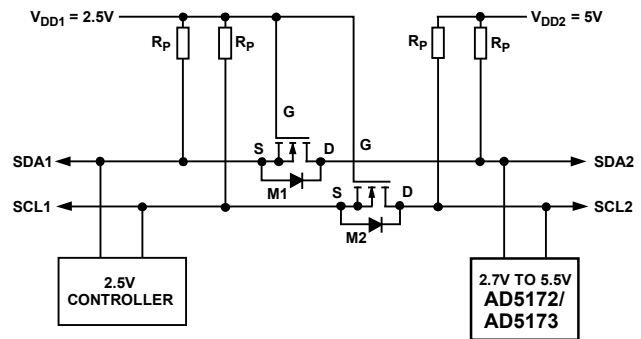 VDD1 = 2.5V
VDD2 = 5V
RP
RP
RP
RP
G
G
S
D
SDA1
SDA2
M1
S
D
SCL1
SCL2
M2
2.5V
CONTROLLER
2.7V TO 5.5V
AD5172/
AD5173